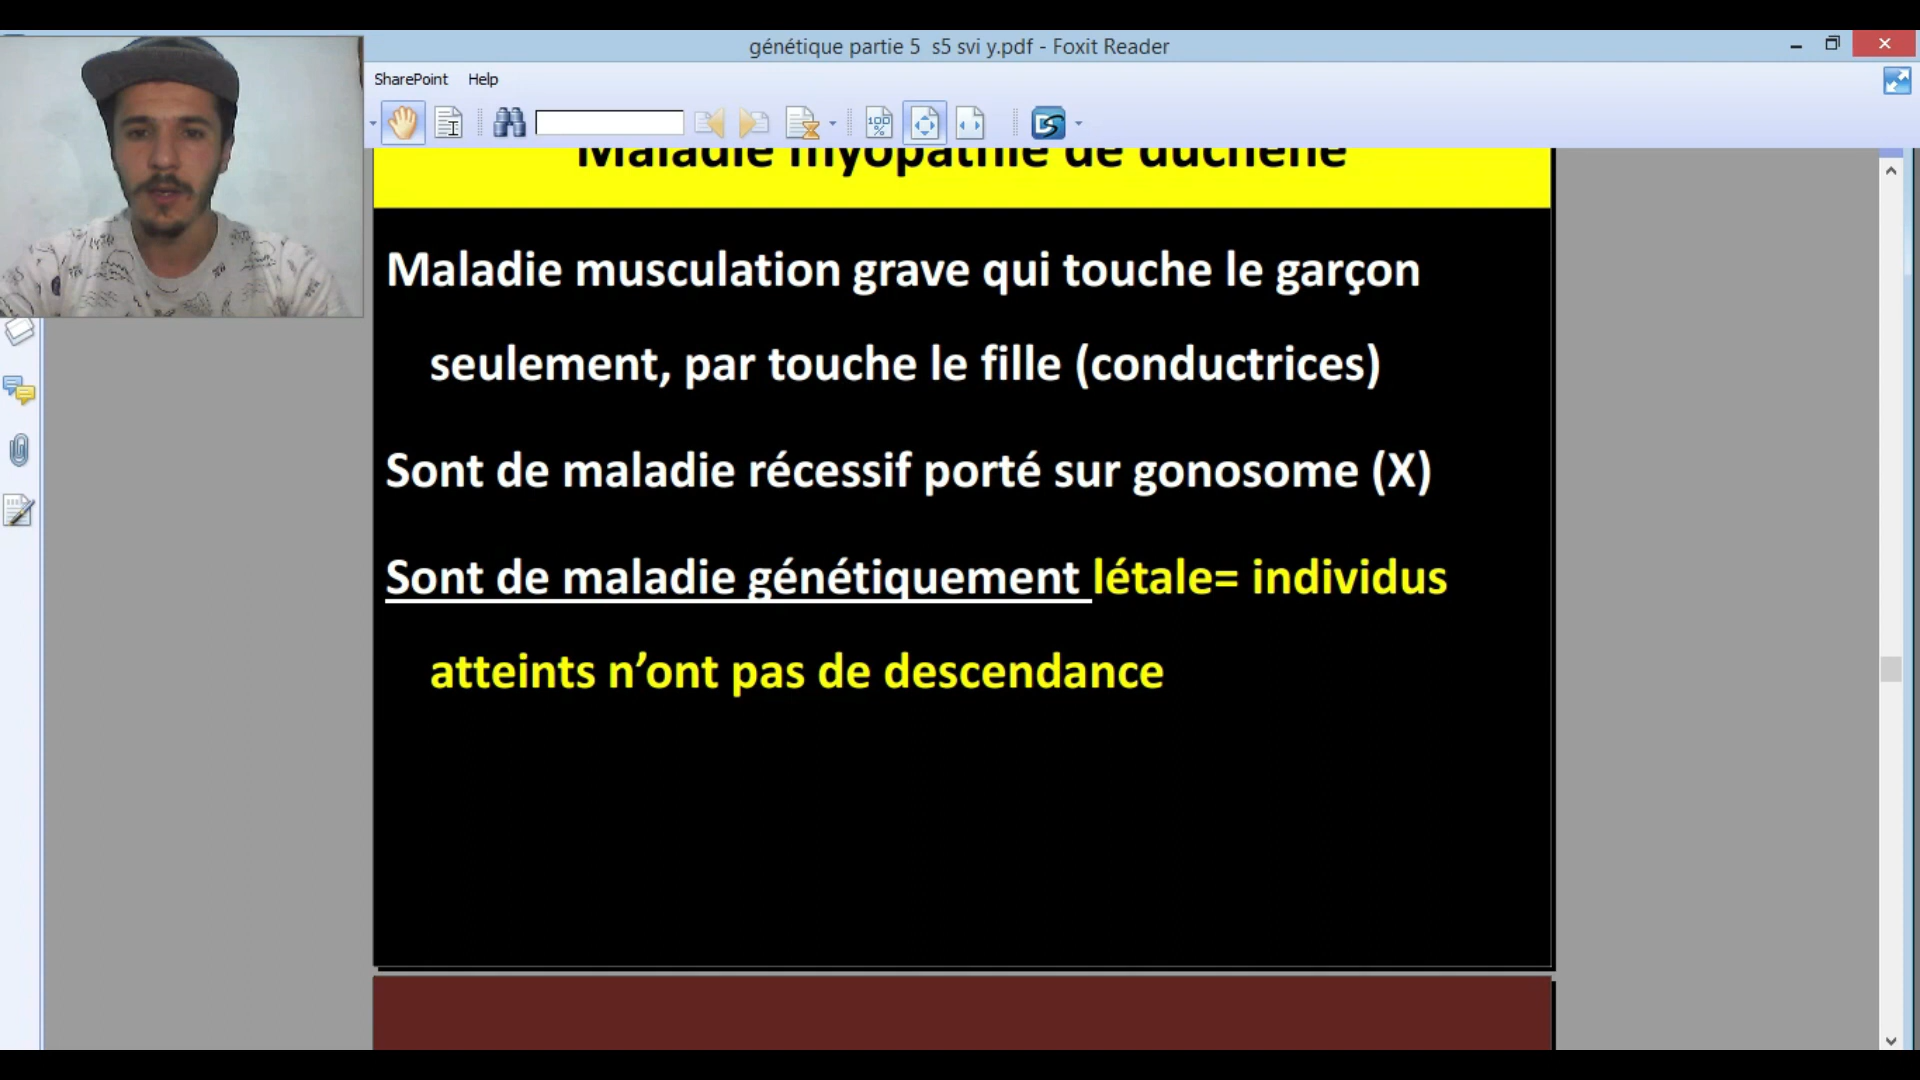 génétique partie 5 s5 svi y.pdf - Foxit Reader
SharePoint Help
100 %
Maladie myopathie de duchene
Maladie musculation grave qui touche le garçon
seulement, par touche le fille (conductrices)
Sont de maladie récessif porté sur gonosome (X)
Sont de maladie génétiquement létale= individus
atteints n’ont pas de descendance